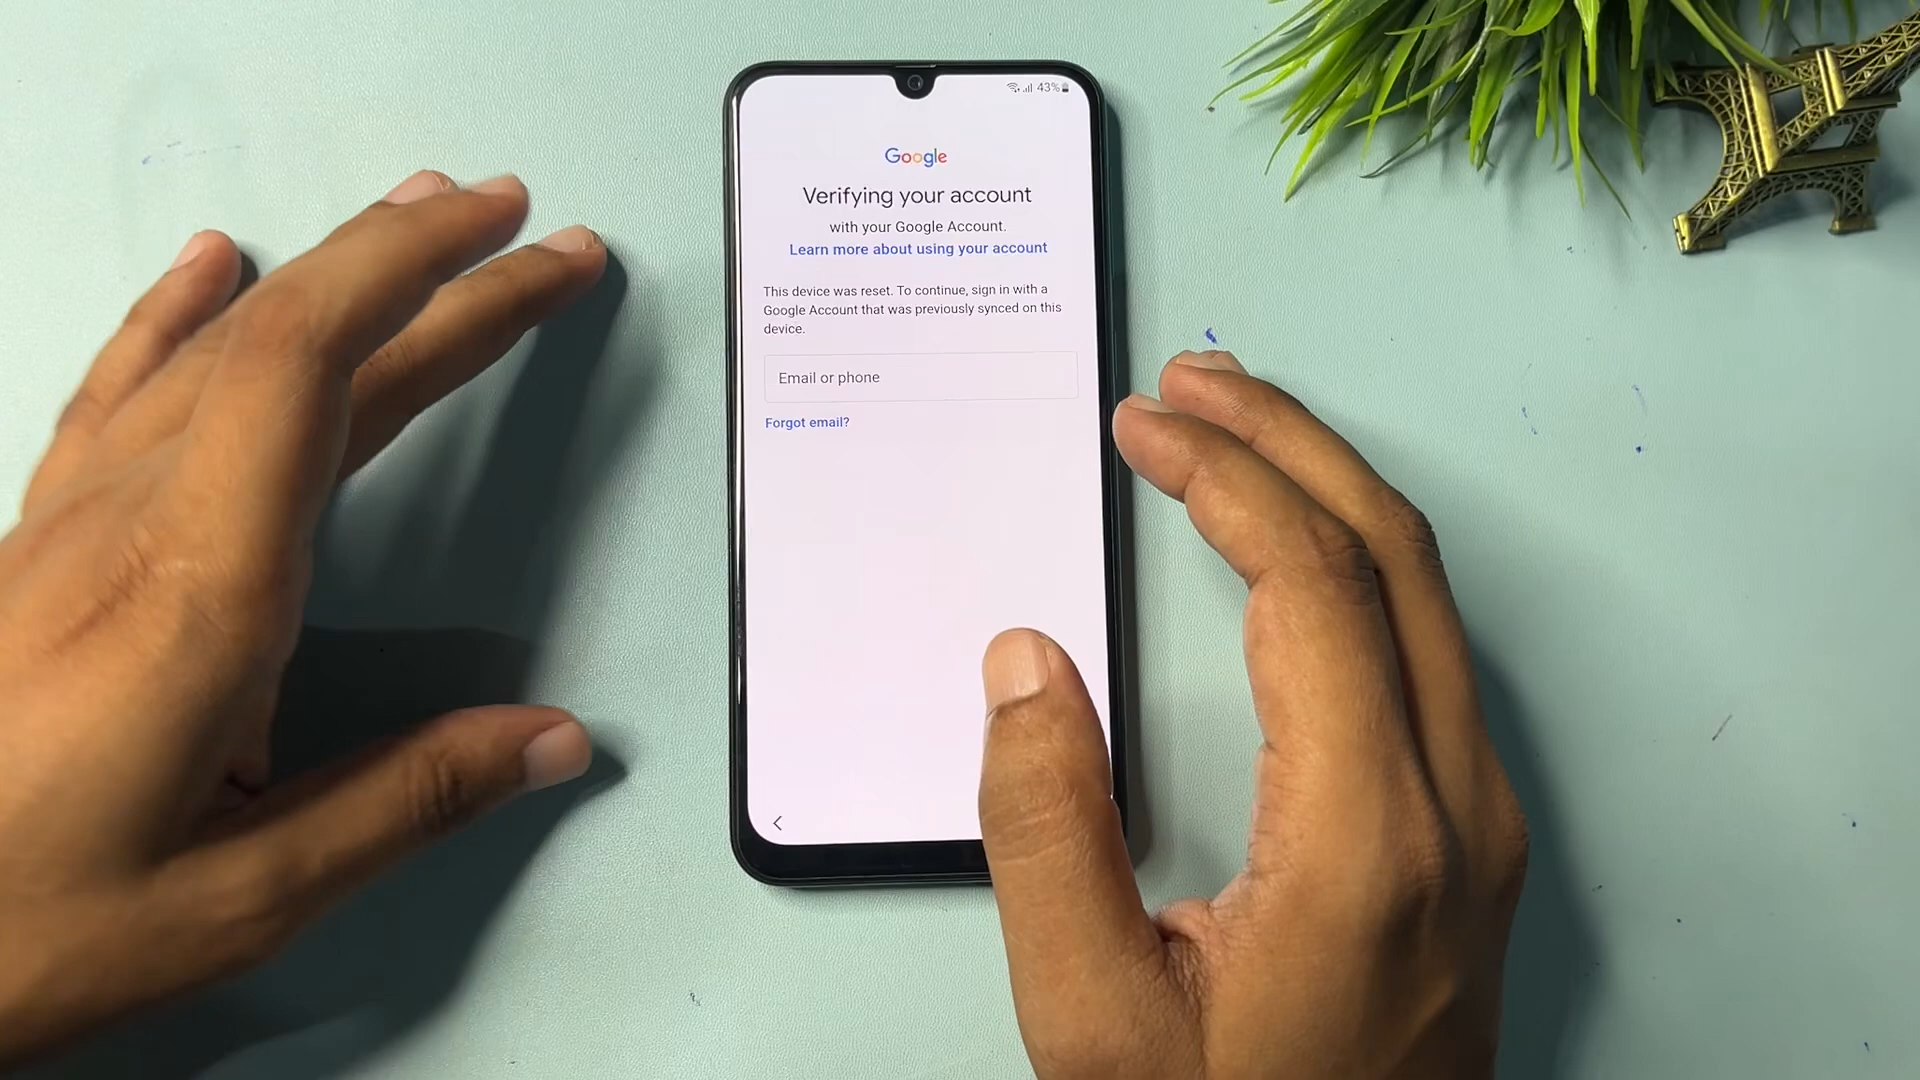 43%
Google
Verifying your account
with your Google Account.
Learn more about using your account
This device was reset. To continue, sign in with a
Google Account that was previously synced on this
device.
Email or phone
Forgot email?